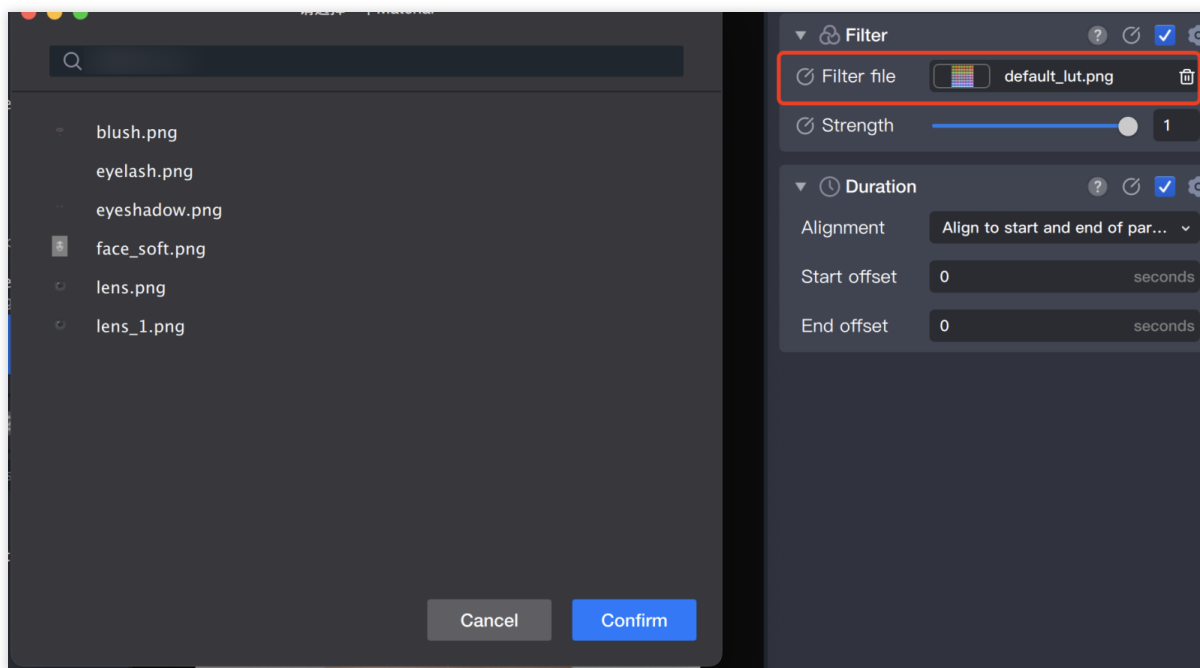 blush.png
eyelash.png
eyeshadow.png
face_soft.png
lens.png
lens_1.png
Cancel
Confirm
Filter
Filter file
default_lut.png
Strength
1
Duration
Alignment
Align to start and end of par...
Start offset
0
seconds
End offset
0
seconds